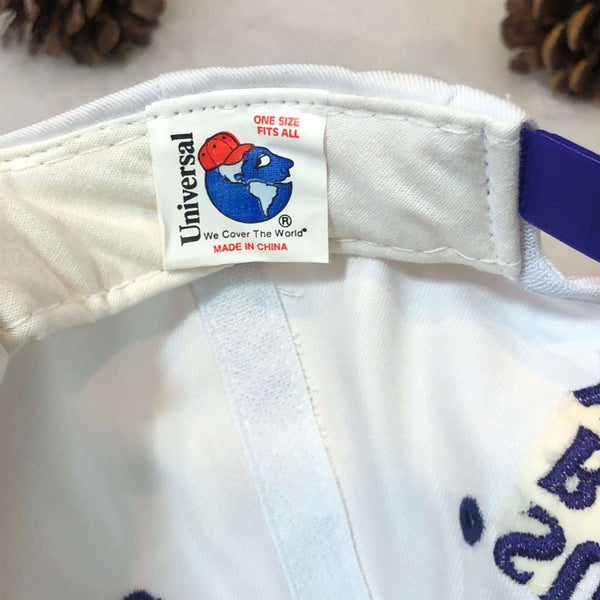 ONE SIZE
FITS ALL
Universal
®
We Cover The World®
MADE IN CHINA